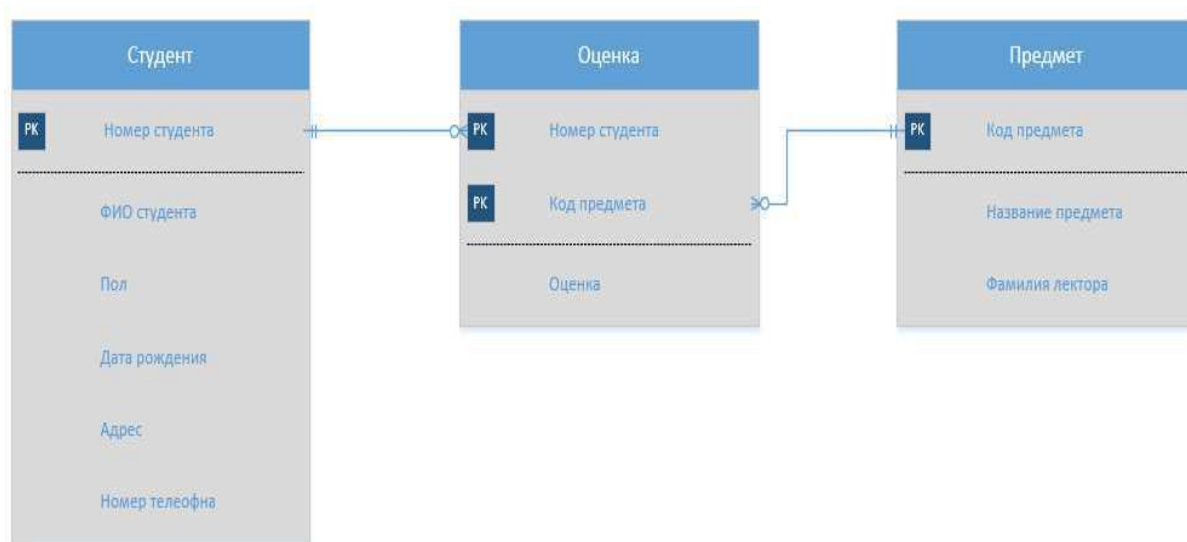 Студент
PK Номер студента
ФИО студента
Пол
Дата рождения
Адрес
Номер телеофна
Оценка
PK Номер студента
PK Код предмета
Оценка
Предмет
PK Код предмета
Название предмета
Фамилия лектора